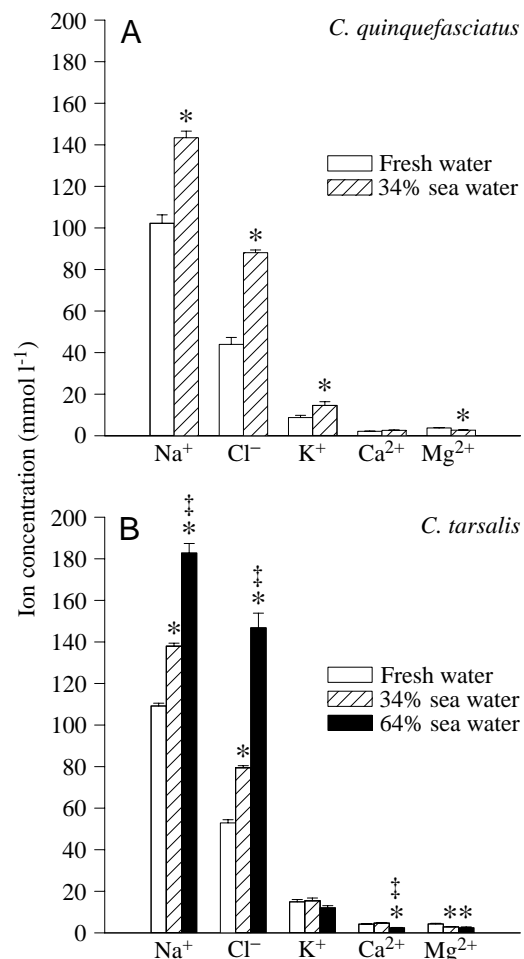 A
C. quinquefasciatus
200
180
160
140
120
100
80
60
40
20
0
*
*
*
*
Fresh water
34% sea water
Na⁺ Cl⁻ K⁺ Ca²⁺ Mg²⁺
Ion concentration (mmol l⁻¹)
B
C. tarsalis
200
180
160
140
120
100
80
60
40
20
0
‡
*
*
‡
*
*
‡
*
**
Fresh water
34% sea water
64% sea water
Na⁺ Cl⁻ K⁺ Ca²⁺ Mg²⁺